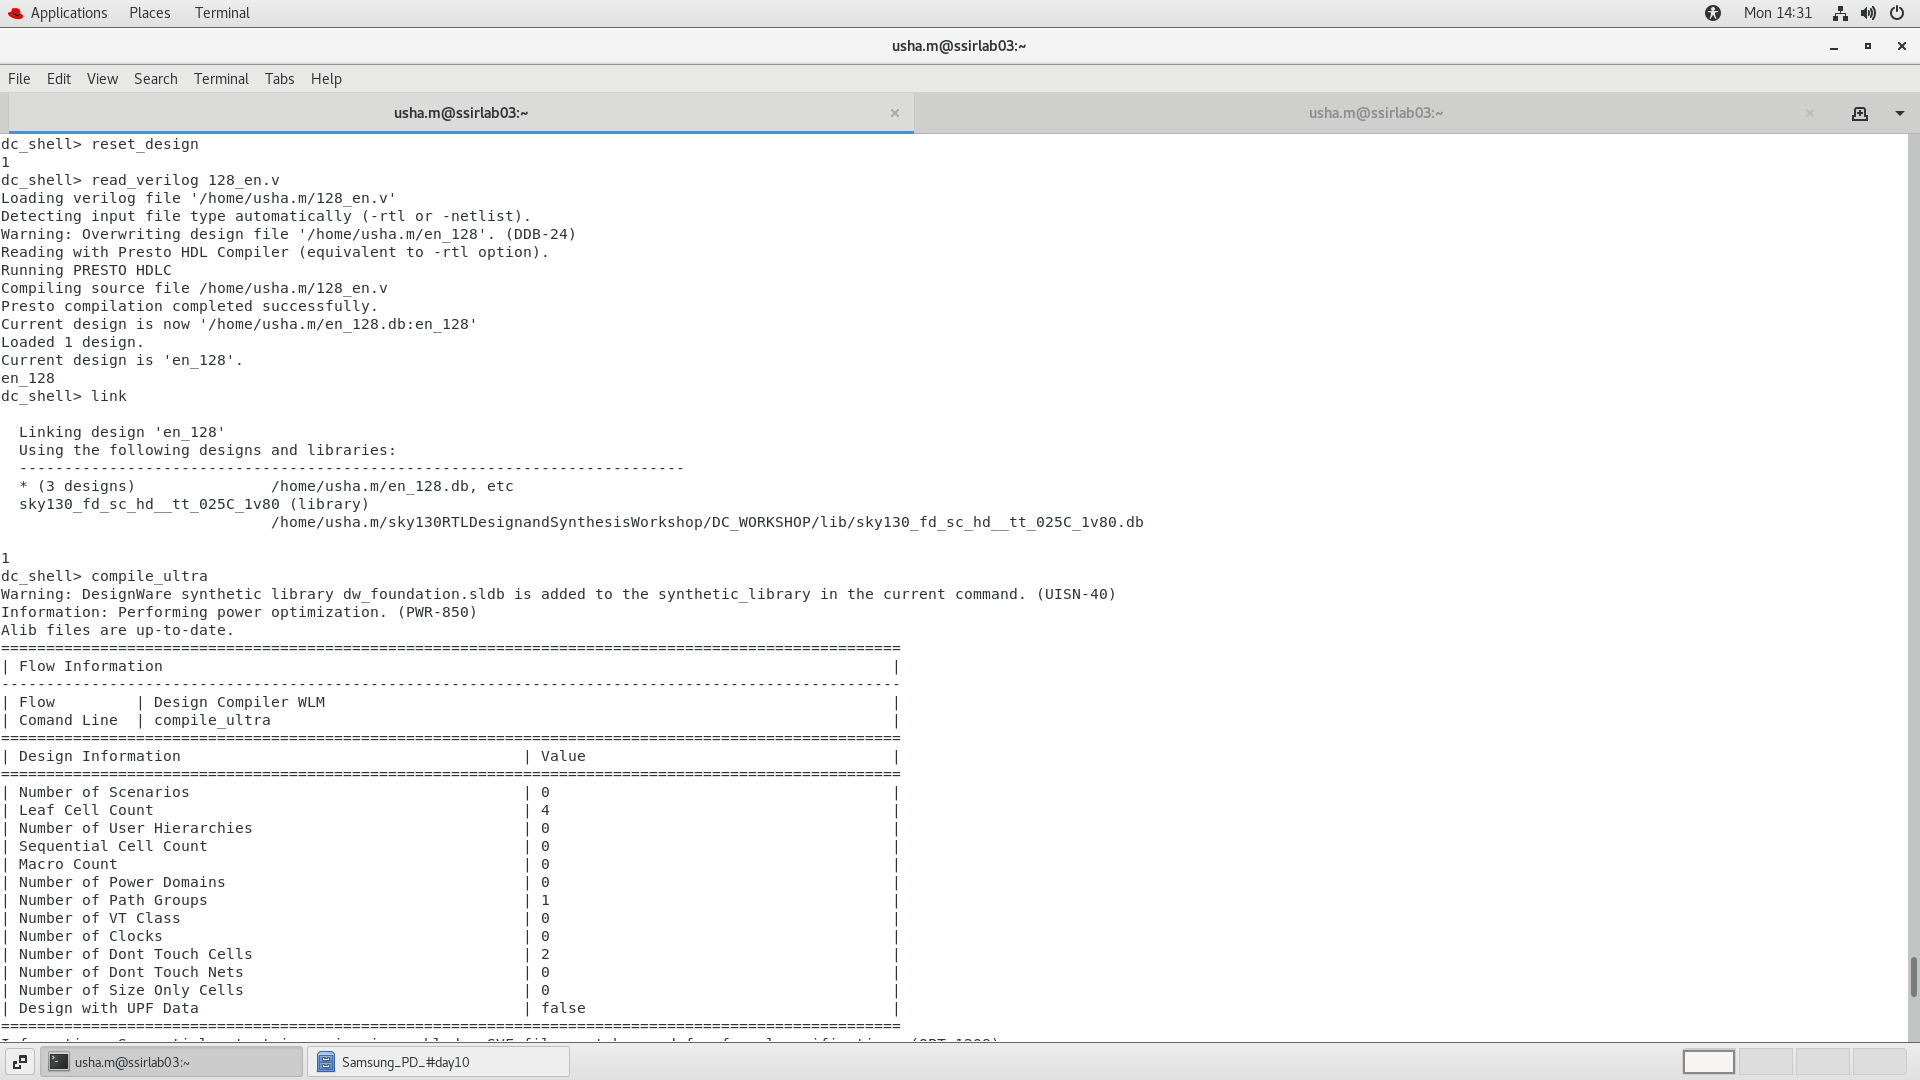 Applications Places Terminal Mon 14:31
usha.m@ssirlab03:~
File Edit View Search Terminal Tabs Help
usha.m@ssirlab03:~ × usha.m@ssirlab03:~ ×
dc_shell> reset_design
1
dc_shell> read_verilog 128_en.v
Loading verilog file '/home/usha.m/128_en.v'
Detecting input file type automatically (-rtl or -netlist).
Warning: Overwriting design file '/home/usha.m/en_128'. (DDB-24)
Reading with Presto HDL Compiler (equivalent to -rtl option).
Running PRESTO HDLC
Compiling source file /home/usha.m/128_en.v
Presto compilation completed successfully.
Current design is now '/home/usha.m/en_128.db:en_128'
Loaded 1 design.
Current design is 'en_128'.
en_128
dc_shell> link
Linking design 'en_128'
Using the following designs and libraries:
--------------------------------------------------------------------------
* (3 designs)               /home/usha.m/en_128.db, etc
sky130_fd_sc_hd__tt_025C_1v80 (library)
/home/usha.m/sky130RTLDesignandSynthesisWorkshop/DC_WORKSHOP/lib/sky130_fd_sc_hd__tt_025C_1v80.db
1
dc_shell> compile_ultra
Warning: DesignWare synthetic library dw_foundation.sldb is added to the synthetic_library in the current command. (UISN-40)
Information: Performing power optimization. (PWR-850)
Alib files are up-to-date.
====================================================================================================
| Flow Information |
----------------------------------------------------------------------------------------------------
| Flow | Design Compiler WLM |
| Comand Line | compile_ultra |
====================================================================================================
| Design Information | Value |
====================================================================================================
| Number of Scenarios | 0 |
| Leaf Cell Count | 4 |
| Number of User Hierarchies | 0 |
| Sequential Cell Count | 0 |
| Macro Count | 0 |
| Number of Power Domains | 0 |
| Number of Path Groups | 1 |
| Number of VT Class | 0 |
| Number of Clocks | 0 |
| Number of Dont Touch Cells | 2 |
| Number of Dont Touch Nets | 0 |
| Number of Size Only Cells | 0 |
| Design with UPF Data | false |
====================================================================================================
usha.m@ssirlab03:~ Samsung_PD_#day10